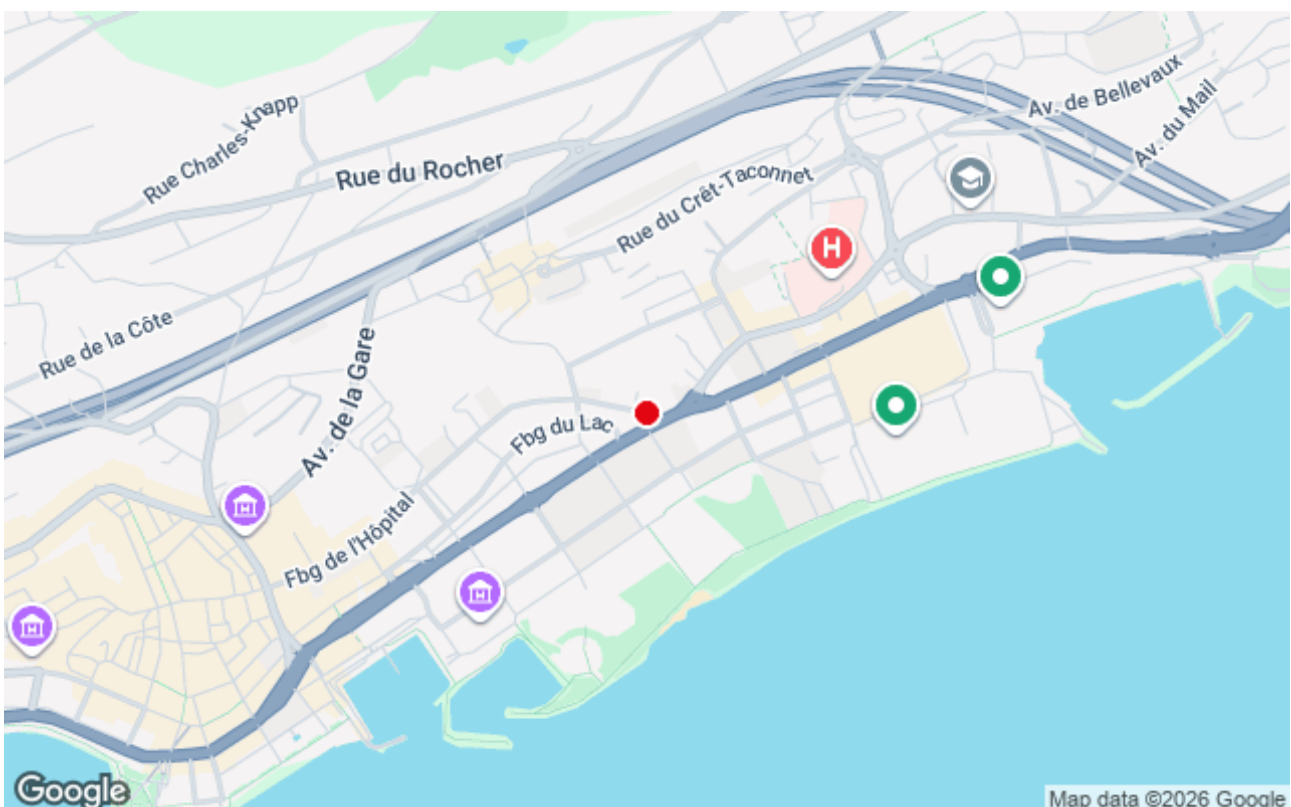 Av. de Bellevaux
Av. du Mail
Rue Charles-Knapp
Rue du Rocher
Rue du Crêt-Taconnet
H
Rue de la Côte
Av. de la Gare
Fbg du Lac
Fbg de l'Hôpital
Google
Map data ©2026 Google